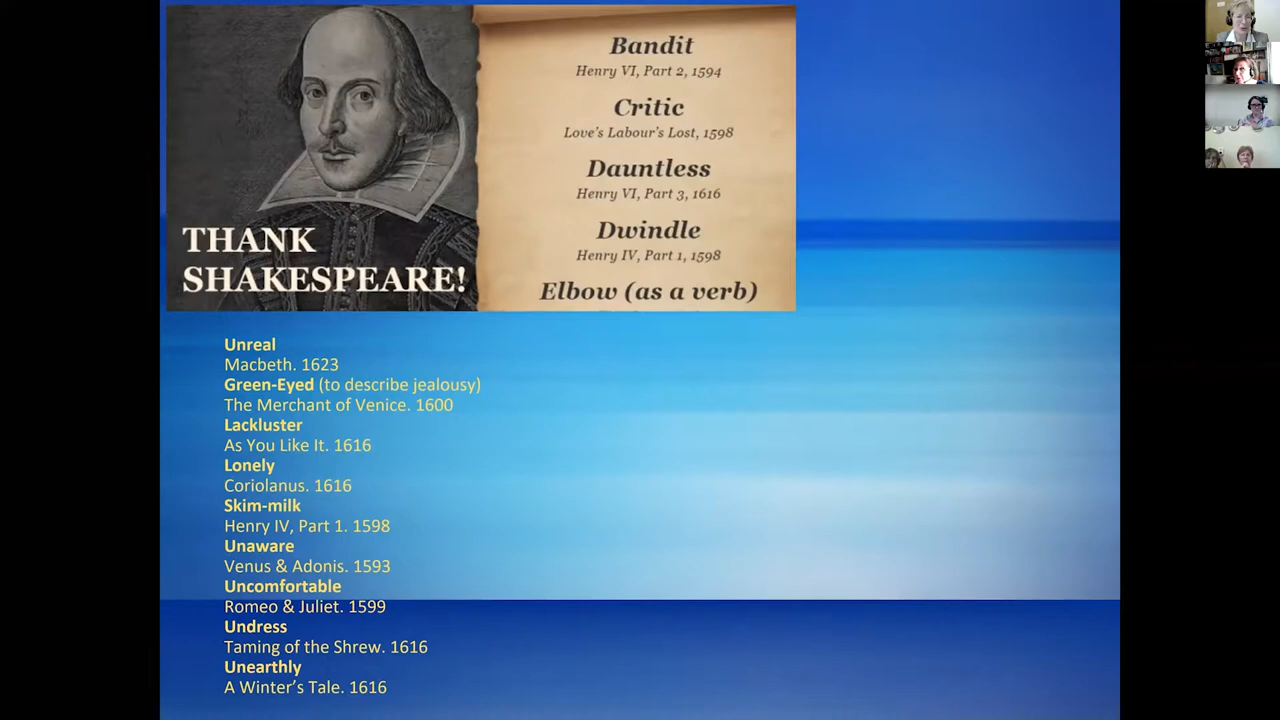 THANK
SHAKESPEARE!
Bandit
Henry VI, Part 2, 1594
Critic
Love's Labour's Lost, 1598
Dauntless
Henry VI, Part 3, 1616
Dwindle
Henry IV, Part 1, 1598
Elbow (as a verb)
Unreal
Macbeth. 1623
Green-Eyed (to describe jealousy)
The Merchant of Venice. 1600
Lackluster
As You Like It. 1616
Lonely
Coriolanus. 1616
Skim-milk
Henry IV, Part 1. 1598
Unaware
Venus & Adonis. 1593
Uncomfortable
Romeo & Juliet. 1599
Undress
Taming of the Shrew. 1616
Unearthly
A Winter's Tale. 1616